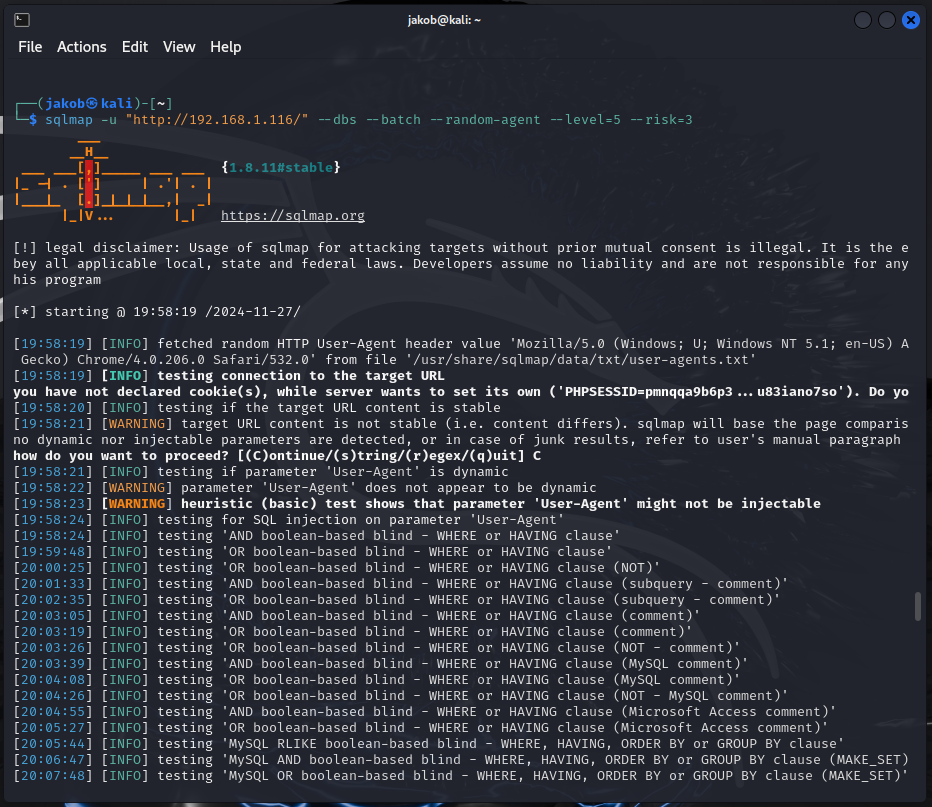 jakob@kali: ~
File Actions Edit View Help
┌──(jakob㉿kali)-[~]
└─$ sqlmap -u "http://192.168.1.116/" --dbs --batch --random-agent --level=5 --risk=3
{1.8.11#stable}
https://sqlmap.org
[!] legal disclaimer: Usage of sqlmap for attacking targets without prior mutual consent is illegal. It is the e
bey all applicable local, state and federal laws. Developers assume no liability and are not responsible for any
his program
[*] starting @ 19:58:19 /2024-11-27/
[19:58:19] [INFO] fetched random HTTP User-Agent header value 'Mozilla/5.0 (Windows; U; Windows NT 5.1; en-US) A
Gecko) Chrome/4.0.206.0 Safari/532.0' from file '/usr/share/sqlmap/data/txt/user-agents.txt'
[19:58:19] [INFO] testing connection to the target URL
you have not declared cookie(s), while server wants to set its own ('PHPSESSID=pmnqqa9b6p3...u83iano7so'). Do yo
[19:58:20] [INFO] testing if the target URL content is stable
[19:58:21] [WARNING] target URL content is not stable (i.e. content differs). sqlmap will base the page comparis
no dynamic nor injectable parameters are detected, or in case of junk results, refer to user's manual paragraph
how do you want to proceed? [(C)ontinue/(s)tring/(r)egex/(q)uit] C
[19:58:21] [INFO] testing if parameter 'User-Agent' is dynamic
[19:58:22] [WARNING] parameter 'User-Agent' does not appear to be dynamic
[19:58:23] [WARNING] heuristic (basic) test shows that parameter 'User-Agent' might not be injectable
[19:58:24] [INFO] testing for SQL injection on parameter 'User-Agent'
[19:58:24] [INFO] testing 'AND boolean-based blind - WHERE or HAVING clause'
[19:59:48] [INFO] testing 'OR boolean-based blind - WHERE or HAVING clause'
[20:00:25] [INFO] testing 'OR boolean-based blind - WHERE or HAVING clause (NOT)'
[20:01:33] [INFO] testing 'AND boolean-based blind - WHERE or HAVING clause (subquery - comment)'
[20:02:35] [INFO] testing 'OR boolean-based blind - WHERE or HAVING clause (subquery - comment)'
[20:03:05] [INFO] testing 'AND boolean-based blind - WHERE or HAVING clause (comment)'
[20:03:19] [INFO] testing 'OR boolean-based blind - WHERE or HAVING clause (comment)'
[20:03:26] [INFO] testing 'OR boolean-based blind - WHERE or HAVING clause (NOT - comment)'
[20:03:39] [INFO] testing 'AND boolean-based blind - WHERE or HAVING clause (MySQL comment)'
[20:04:08] [INFO] testing 'OR boolean-based blind - WHERE or HAVING clause (MySQL comment)'
[20:04:26] [INFO] testing 'OR boolean-based blind - WHERE or HAVING clause (NOT - MySQL comment)'
[20:04:55] [INFO] testing 'AND boolean-based blind - WHERE or HAVING clause (Microsoft Access comment)'
[20:05:27] [INFO] testing 'OR boolean-based blind - WHERE or HAVING clause (Microsoft Access comment)'
[20:05:44] [INFO] testing 'MySQL RLIKE boolean-based blind - WHERE, HAVING, ORDER BY or GROUP BY clause'
[20:06:47] [INFO] testing 'MySQL AND boolean-based blind - WHERE, HAVING, ORDER BY or GROUP BY clause (MAKE_SET)
[20:07:48] [INFO] testing 'MySQL OR boolean-based blind - WHERE, HAVING, ORDER BY or GROUP BY clause (MAKE_SET)'